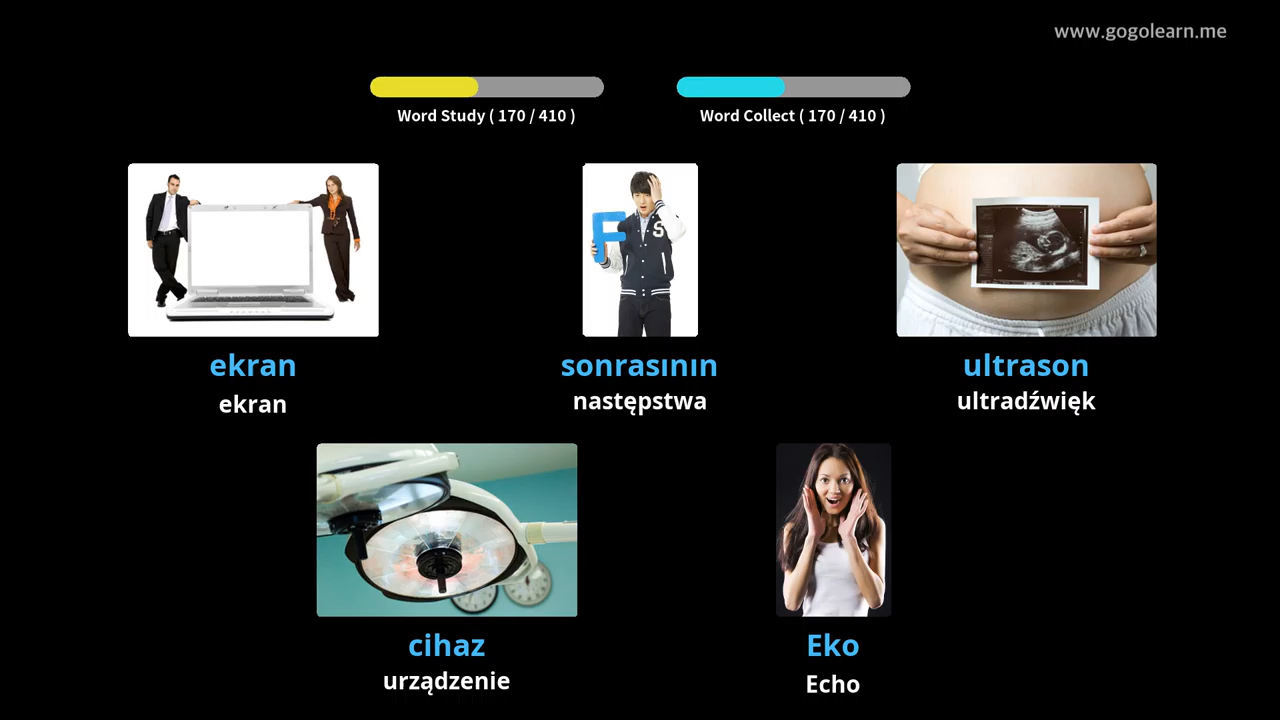 www.gogolearn.me
Word Study ( 170 / 410 )
Word Collect ( 170 / 410 )
F
S
ekran
ekran
sonrasının
następstwa
ultrason
ultradźwięk
cihaz
urządzenie
Eko
Echo